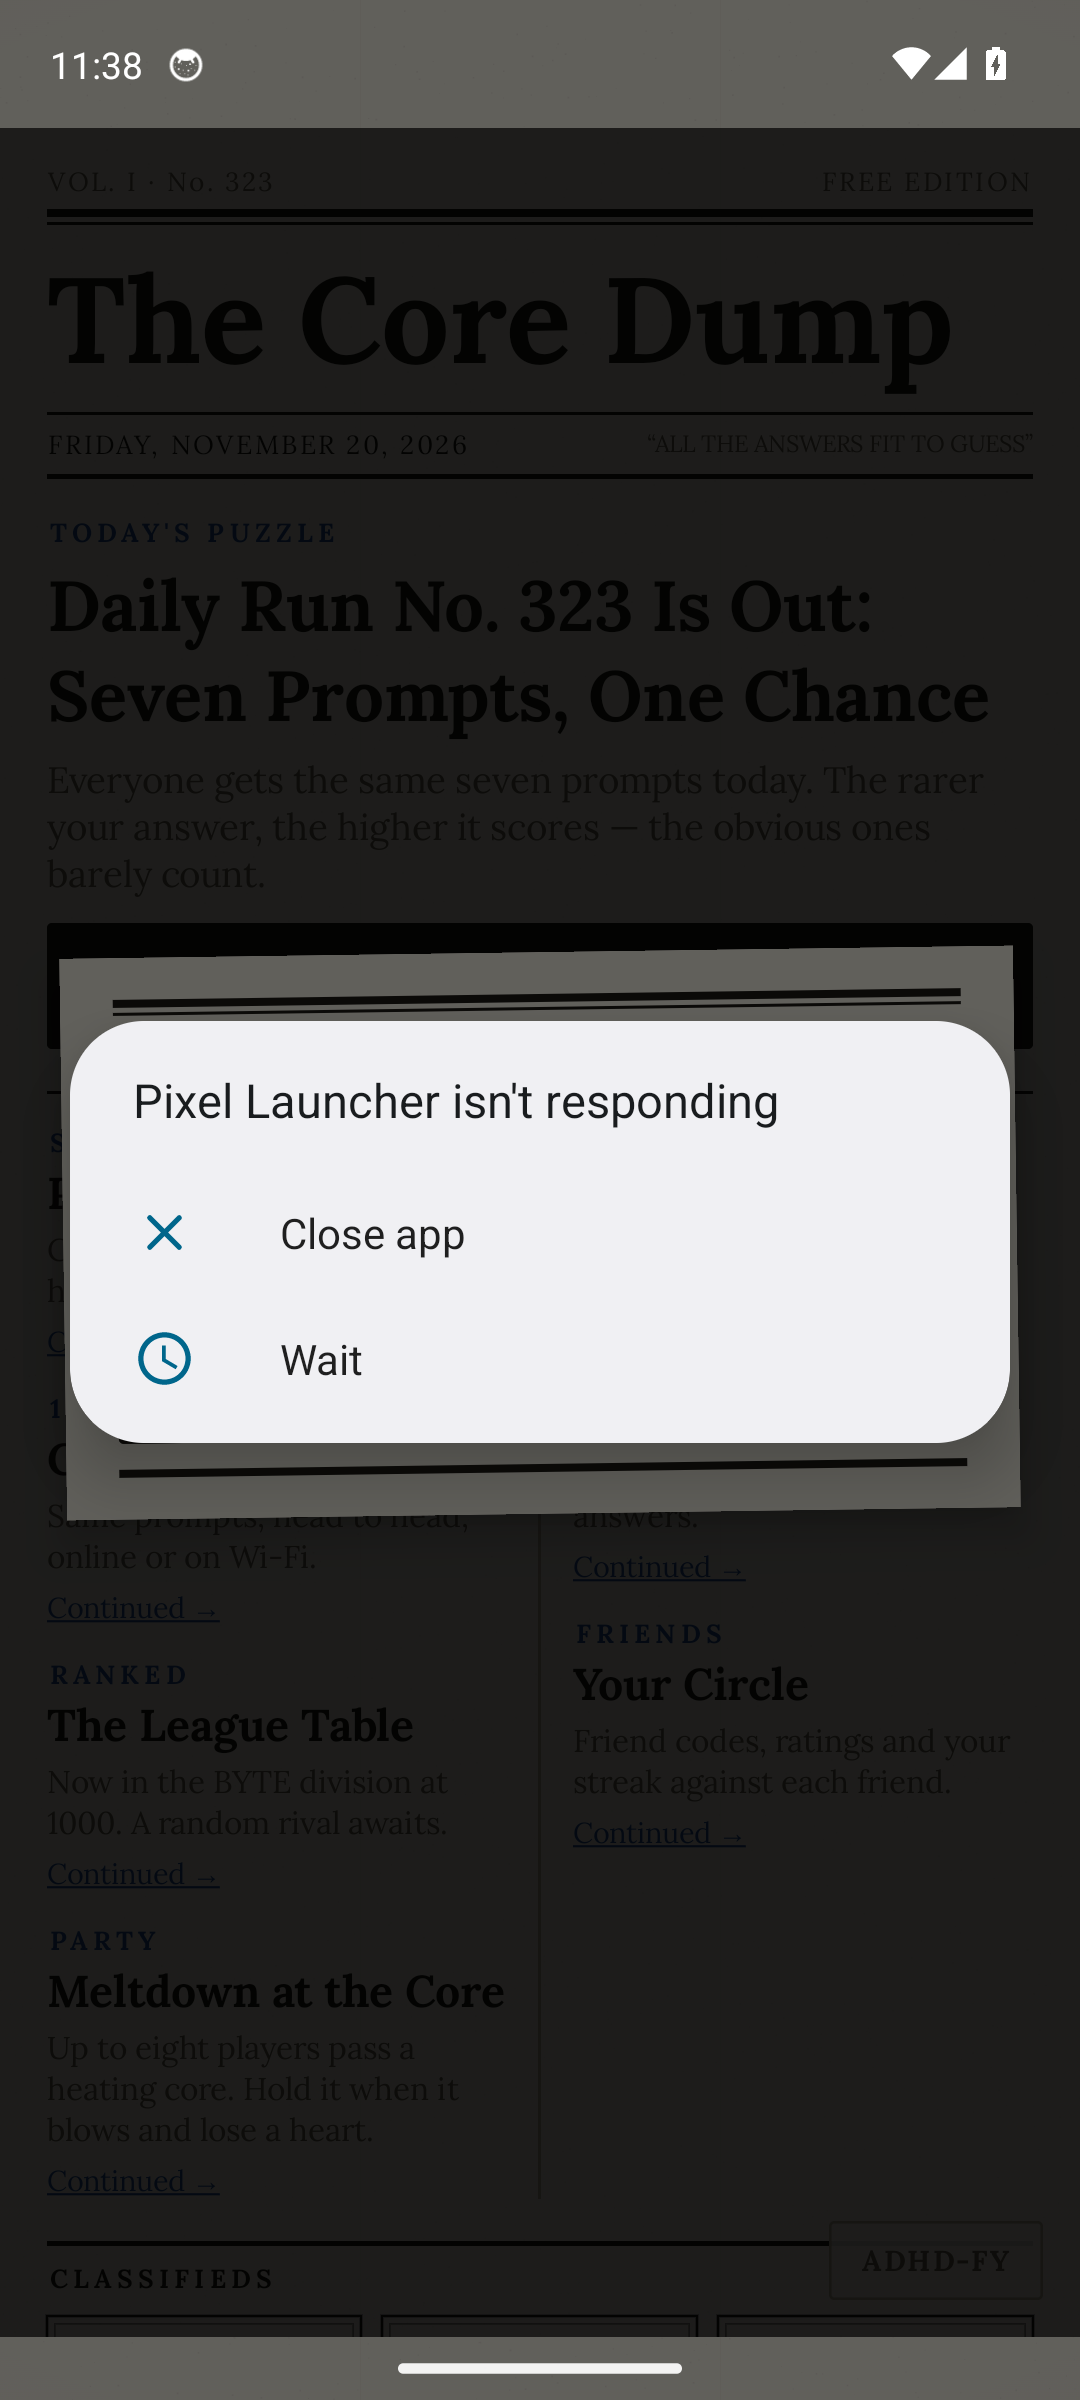 11:38
VOL. I · No. 323
FREE EDITION
The Core Dump
FRIDAY, NOVEMBER 20, 2026
“ALL THE ANSWERS FIT TO GUESS”
TODAY'S PUZZLE
Daily Run No. 323 Is Out:
Seven Prompts, One Chance
Everyone gets the same seven prompts today. The rarer
your answer, the higher it scores — the obvious ones
barely count.
Pixel Launcher isn't responding
Close app
Wait
Same prompts, head to head,
online or on Wi-Fi.
Continued →
RANKED
The League Table
Now in the BYTE division at
1000. A random rival awaits.
Continued →
PARTY
Meltdown at the Core
Up to eight players pass a
heating core. Hold it when it
blows and lose a heart.
Continued →
answers.
Continued →
FRIENDS
Your Circle
Friend codes, ratings and your
streak against each friend.
Continued →
ADHD-FY
CLASSIFIEDS